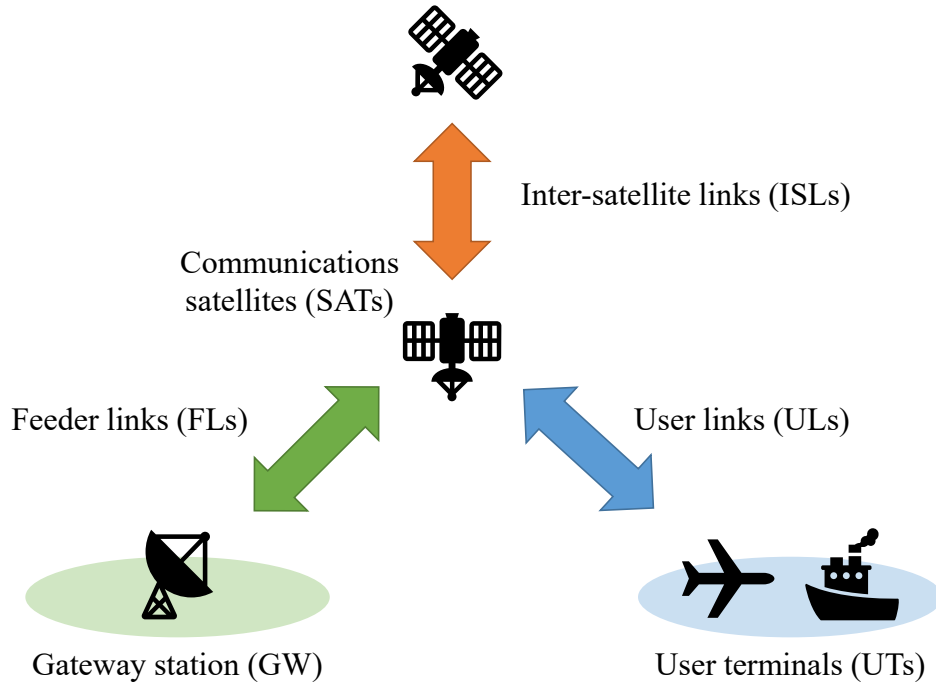 Inter-satellite links (ISLs)
Communications
satellites (SATs)
Feeder links (FLs)
User links (ULs)
Gateway station (GW)
User terminals (UTs)